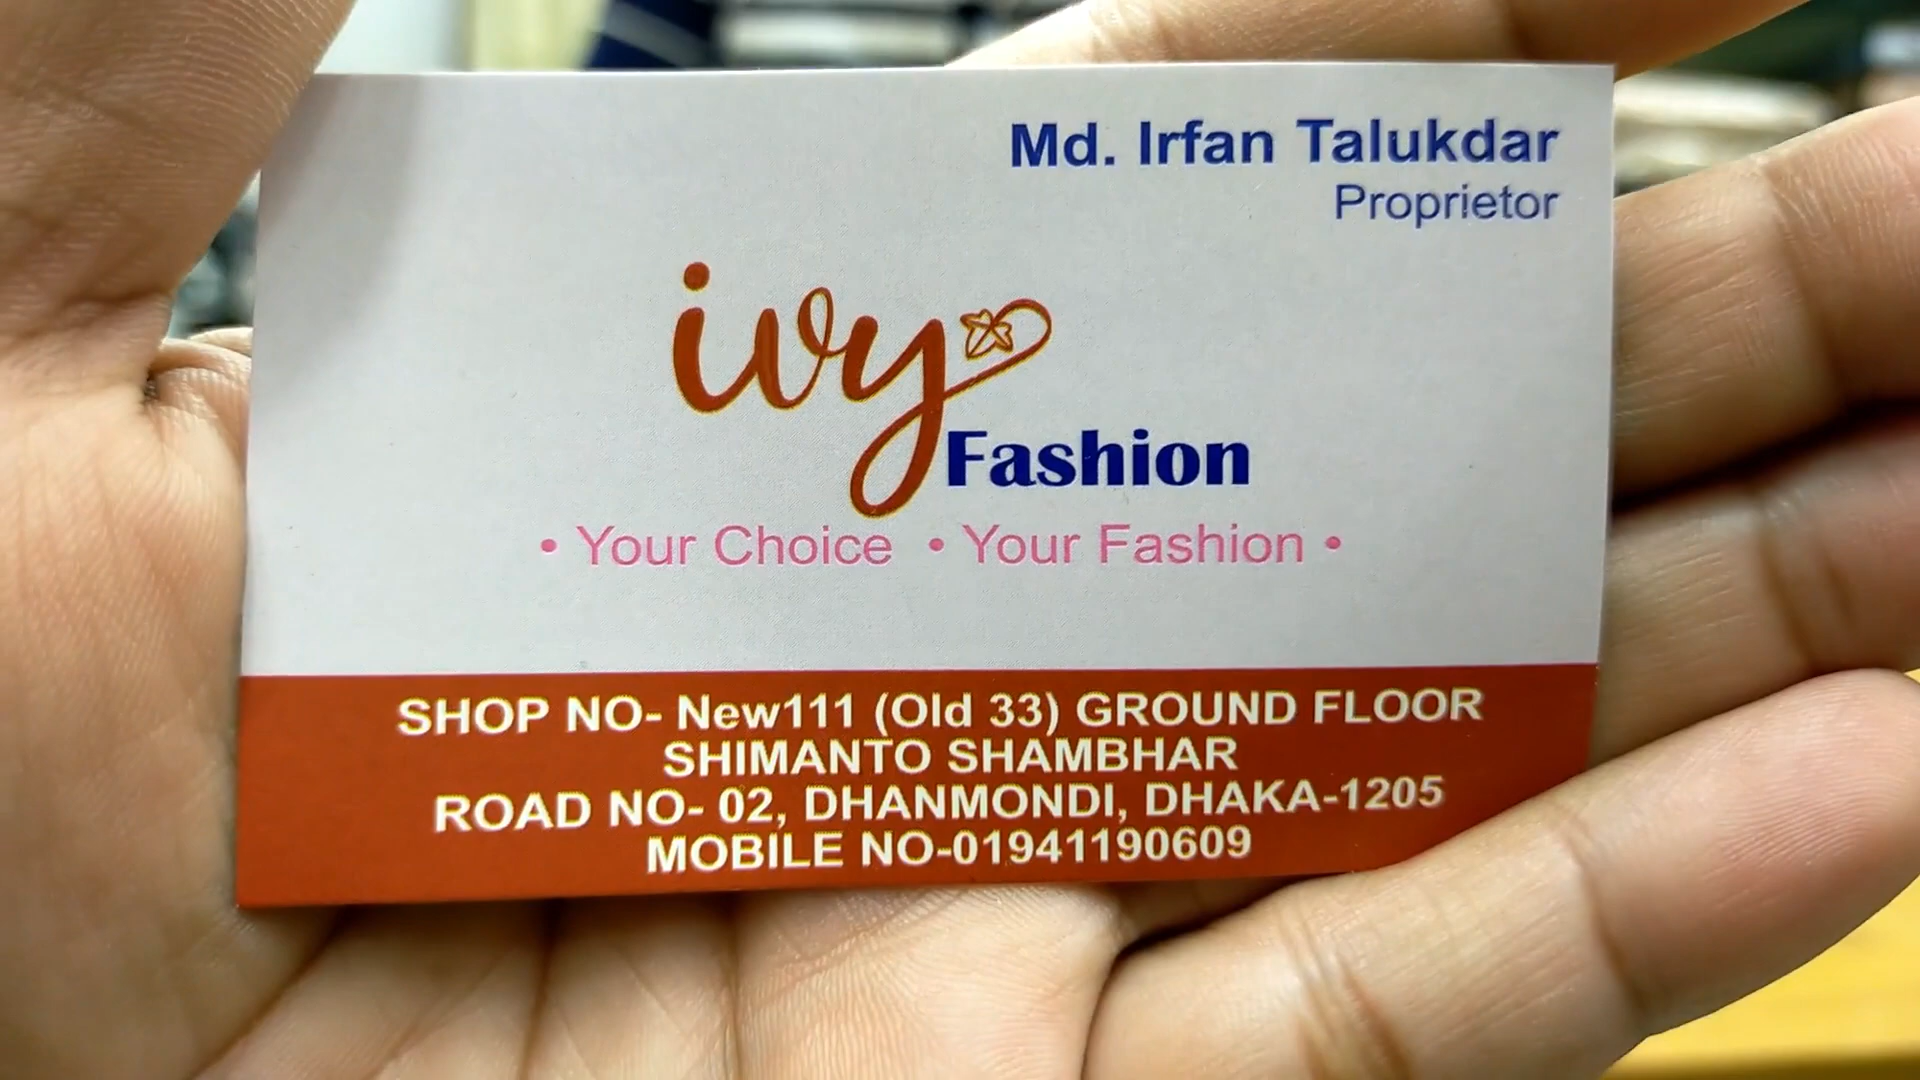 Md. Irfan Talukdar
Proprietor
ivy
Fashion
• Your Choice • Your Fashion •
SHOP NO- New111 (Old 33) GROUND FLOOR
SHIMANTO SHAMBHAR
ROAD NO- 02, DHANMONDI, DHAKA-1205
MOBILE NO-01941190609